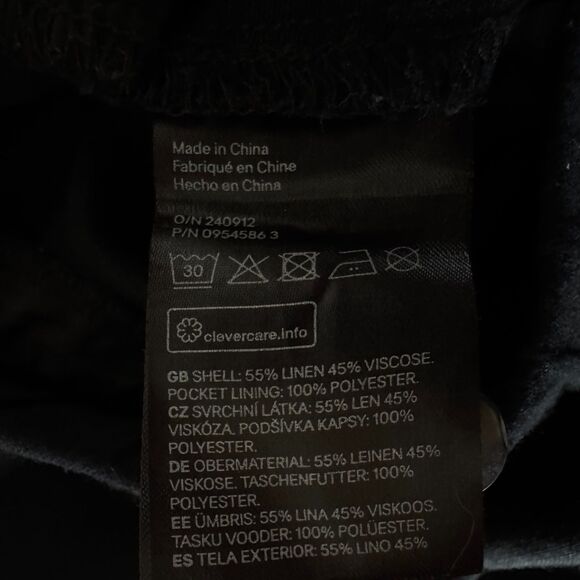 Made in China
Fabriqué en Chine
Hecho en China
O/N 240912
P/N 0954586 3
30
clevercare.info
GB SHELL: 55% LINEN 45% VISCOSE.
POCKET LINING: 100% POLYESTER.
CZ SVRCHNÍ LÁTKA: 55% LEN 45%
VISKÓZA. PODŠÍVKA KAPSY: 100%
POLYESTER.
DE OBERMATERIAL: 55% LEINEN 45%
VISKOSE. TASCHENFUTTER: 100%
POLYESTER.
EE ÜMBRIS: 55% LINA 45% VISKOOS.
TASKU VOODER: 100% POLÜESTER.
ES TELA EXTERIOR: 55% LINO 45%